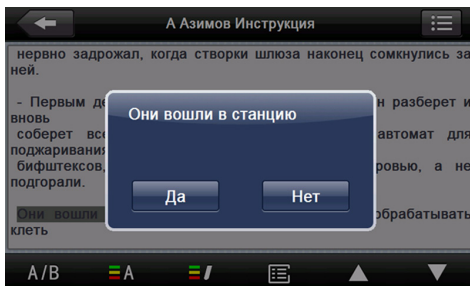 А Азимов Инструкция
нервно задрожал, когда створки шлюза наконец сомкнулись за
ней.
- Первым де н разберет и
вновь
соберет все автомат для
поджаривания
бифштексов, ровью, а не
подгорали.
Они вошли в станцию
Да Нет
Они вошли обрабатывать
клеть
A/B A